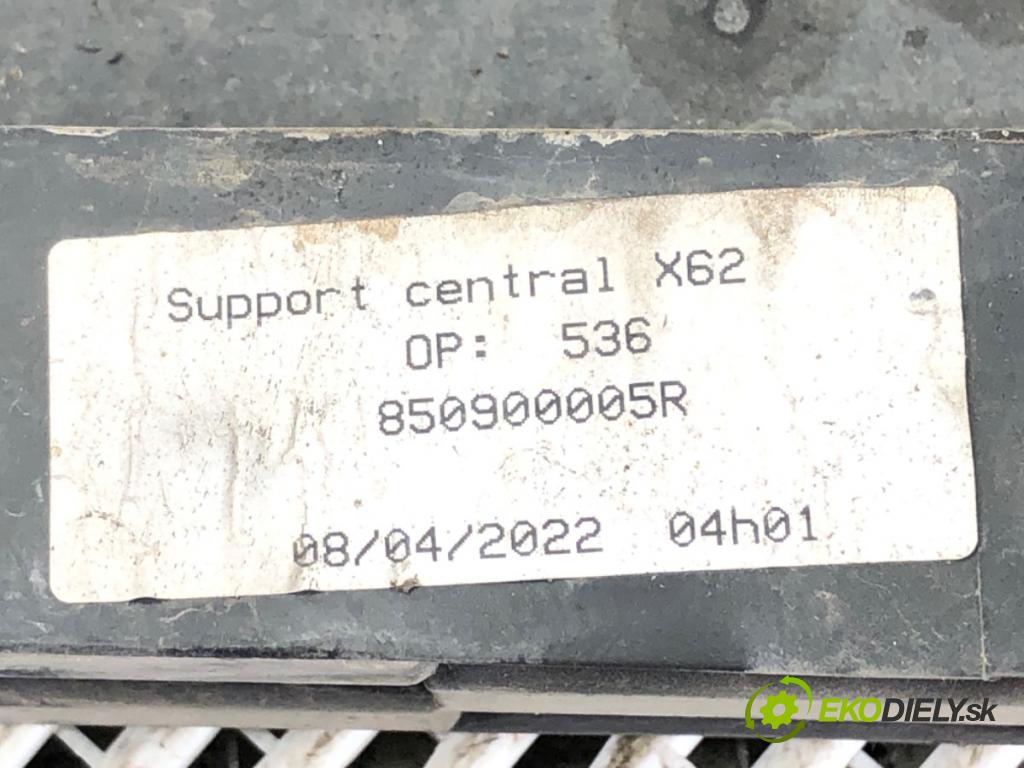 Support central X62
OP: 536
850900005R
08/04/2022 04h01
EKODIELY.sk